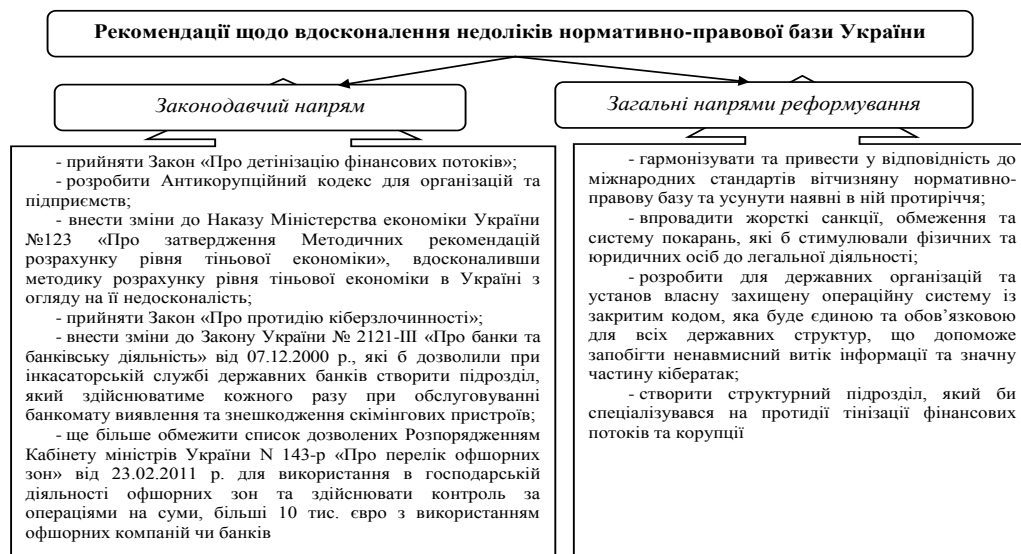 Рекомендації щодо вдосконалення недоліків нормативно-правової бази України
Законодавчий напрям
- прийняти Закон «Про детінізацію фінансових потоків»;
- розробити Антикорупційний кодекс для організацій та
підприємств;
- внести зміни до Наказу Міністерства економіки України
№123 «Про затвердження Методичних рекомендацій
розрахунку рівня тіньової економіки», вдосконаливши
методику розрахунку рівня тіньової економіки в Україні з
огляду на її недосконалість;
- прийняти Закон «Про протидію кіберзлочинності»;
- внести зміни до Закону України № 2121-III «Про банки та
банківську діяльність» від 07.12.2000 р., які б дозволили при
інкасаторській службі державних банків створити підрозділ,
який здійснюватиме кожного разу при обслуговуванні
банкомату виявлення та знешкодження скімінгових пристроїв;
- ще більше обмежити список дозволених Розпорядженням
Кабінету міністрів України N 143-р «Про перелік офшорних
зон» від 23.02.2011 р. для використання в господарській
діяльності офшорних зон та здійснювати контроль за
операціями на суми, більші 10 тис. євро з використанням
офшорних компаній чи банків
Загальні напрями реформування
- гармонізувати та привести у відповідність до
міжнародних стандартів вітчизняну нормативно-
правову базу та усунути наявні в ній протиріччя;
- впровадити жорсткі санкції, обмеження та
систему покарань, які б стимулювали фізичних та
юридичних осіб до легальної діяльності;
- розробити для державних організацій та
установ власну захищену операційну систему із
закритим кодом, яка буде єдиною та обов’язковою
для всіх державних структур, що допоможе
запобігти ненавмисний витік інформації та значну
частину кібератак;
- створити структурний підрозділ, який би
спеціалізувався на протидії тінізації фінансових
потоків та корупції